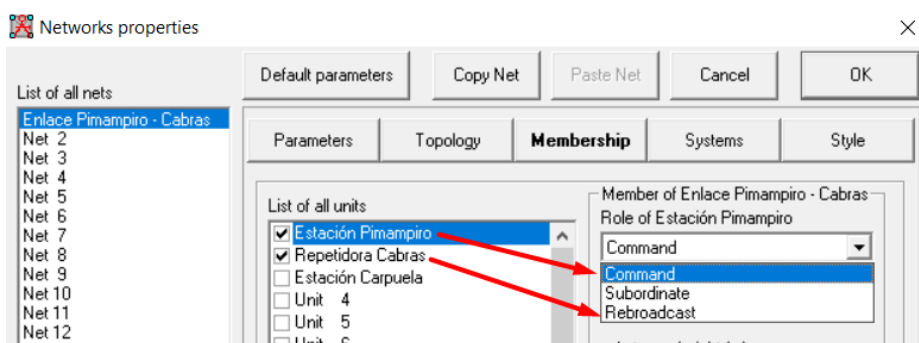 Networks properties
Default parameters
Copy Net
Paste Net
Cancel
OK
List of all nets
Enlace Pimampiro - Cabras
Net 2
Net 3
Net 4
Net 5
Net 6
Net 7
Net 8
Net 9
Net 10
Net 11
Net 12
Parameters
Topology
Membership
Systems
Style
List of all units
Estación Pimampiro
Repetidora Cabras
Estación Carpuela
Unit 4
Unit 5
Unit 6
Member of Enlace Pimampiro - Cabras
Role of Estación Pimampiro
Command
Command
Subordinate
Rebroadcast